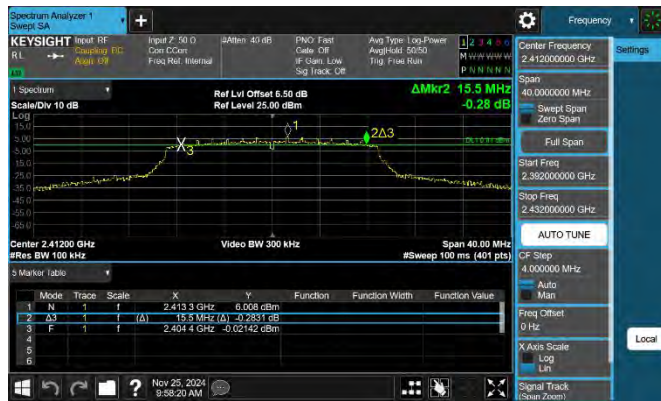 Spectrum Analyzer 1
Swept SA
+
Frequency
KEYSIGHT Input: RF
RL
Coupling: DC
Align: Off
Input Z: 50 Ω
Corr CCorr
Freq Ref: Internal
#Atten: 40 dB
PNO: Fast
Gate: Off
IF Gain: Low
Sig Track: Off
Avg Type: Log-Power
Avg|Hold: 50/50
Trig: Free Run
1 2 3 4 5 6
M W W W W W
P N N N N N
1 Spectrum
Scale/Div 10 dB
Ref Lvl Offset 6.50 dB
Ref Level 25.00 dBm
ΔMkr2 15.5 MHz
-0.28 dB
Log
15.0
5.00
-5.00
-15.0
-25.0
-35.0
-45.0
-55.0
-65.0
1
2Δ3
X3
Center 2.41200 GHz
#Res BW 100 kHz
Video BW 300 kHz
Span 40.00 MHz
#Sweep 100 ms (401 pts)
5 Marker Table
Mode Trace Scale X Y Function Function Width Function Value
1 N 1 f 2.413 3 GHz 6.008 dBm
2 Δ3 1 f (Δ) 15.5 MHz (Δ) -0.2831 dB
3 F 1 f 2.404 4 GHz -0.02142 dBm
4
5
6
Nov 25, 2024
9:58:20 AM
Center Frequency
2.412000000 GHz
Settings
Span
40.0000000 MHz
Swept Span
Zero Span
Full Span
Start Freq
2.392000000 GHz
Stop Freq
2.432000000 GHz
AUTO TUNE
CF Step
4.000000 MHz
Auto
Man
Freq Offset
0 Hz
X Axis Scale
Log
Lin
Local
Signal Track
(Span Zoom)